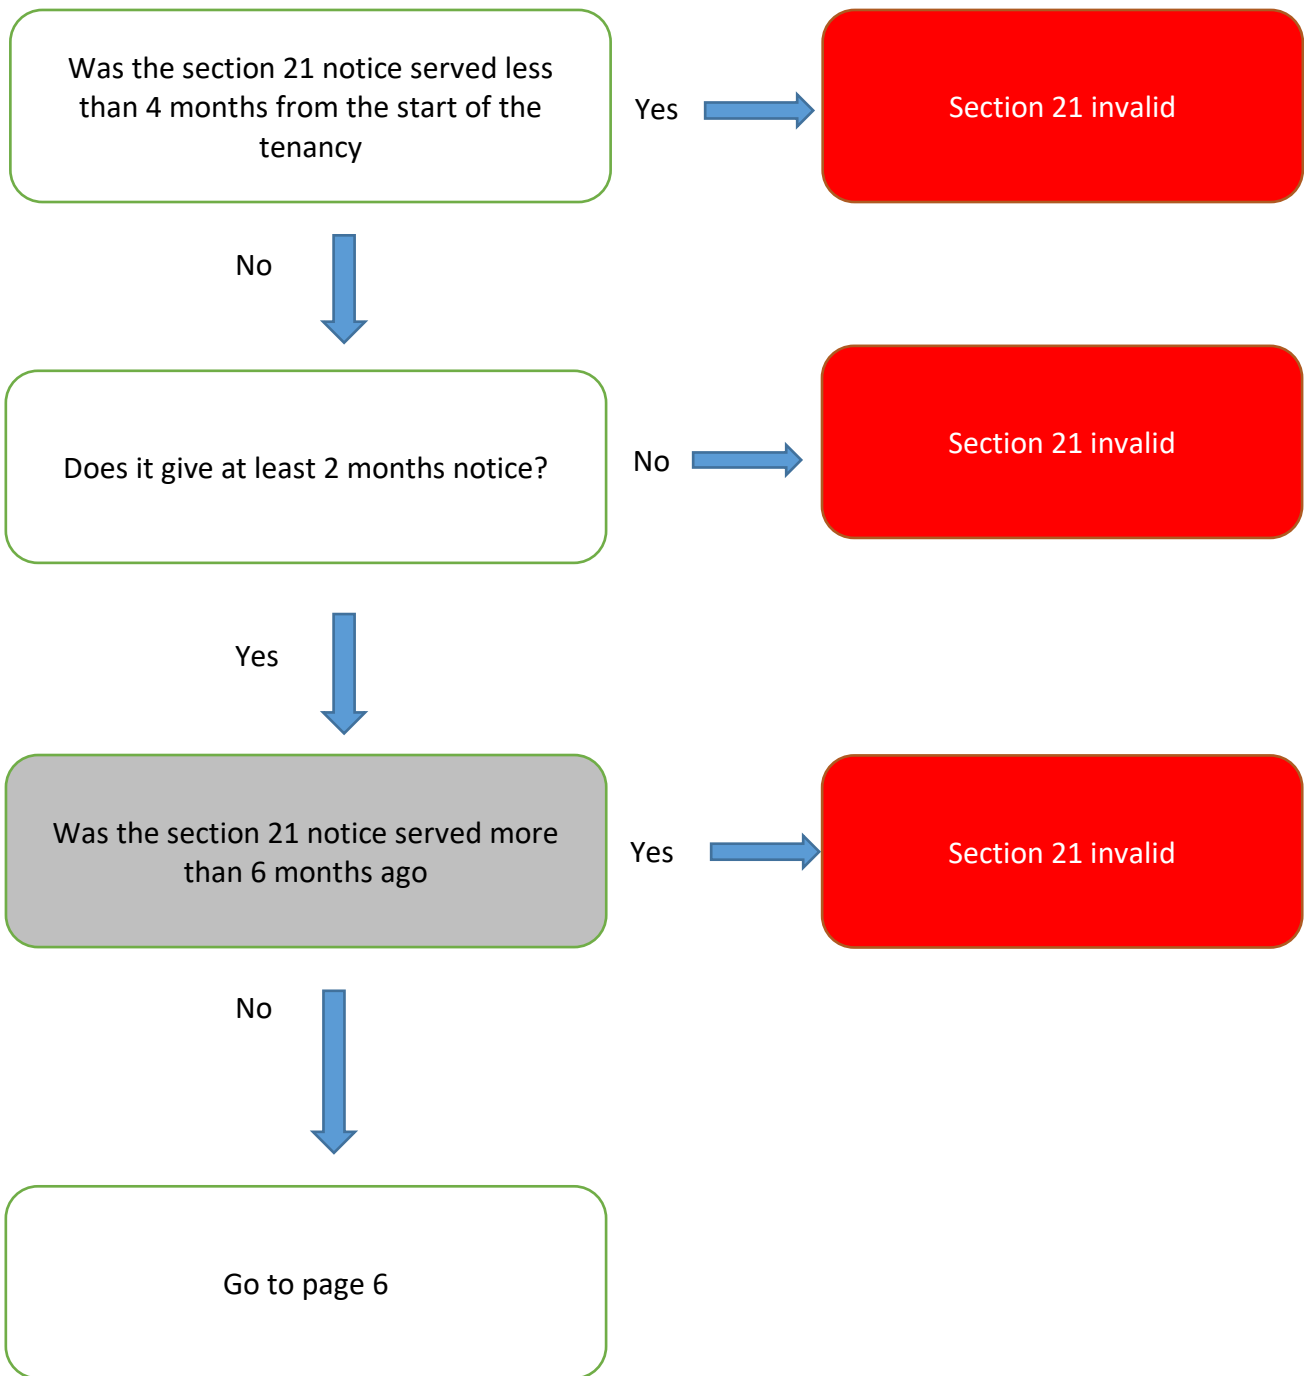 Was the section 21 notice served less
than 4 months from the start of the
tenancy
Yes
Section 21 invalid
No
Does it give at least 2 months notice?
No
Section 21 invalid
Yes
Was the section 21 notice served more
than 6 months ago
Yes
Section 21 invalid
No
Go to page 6